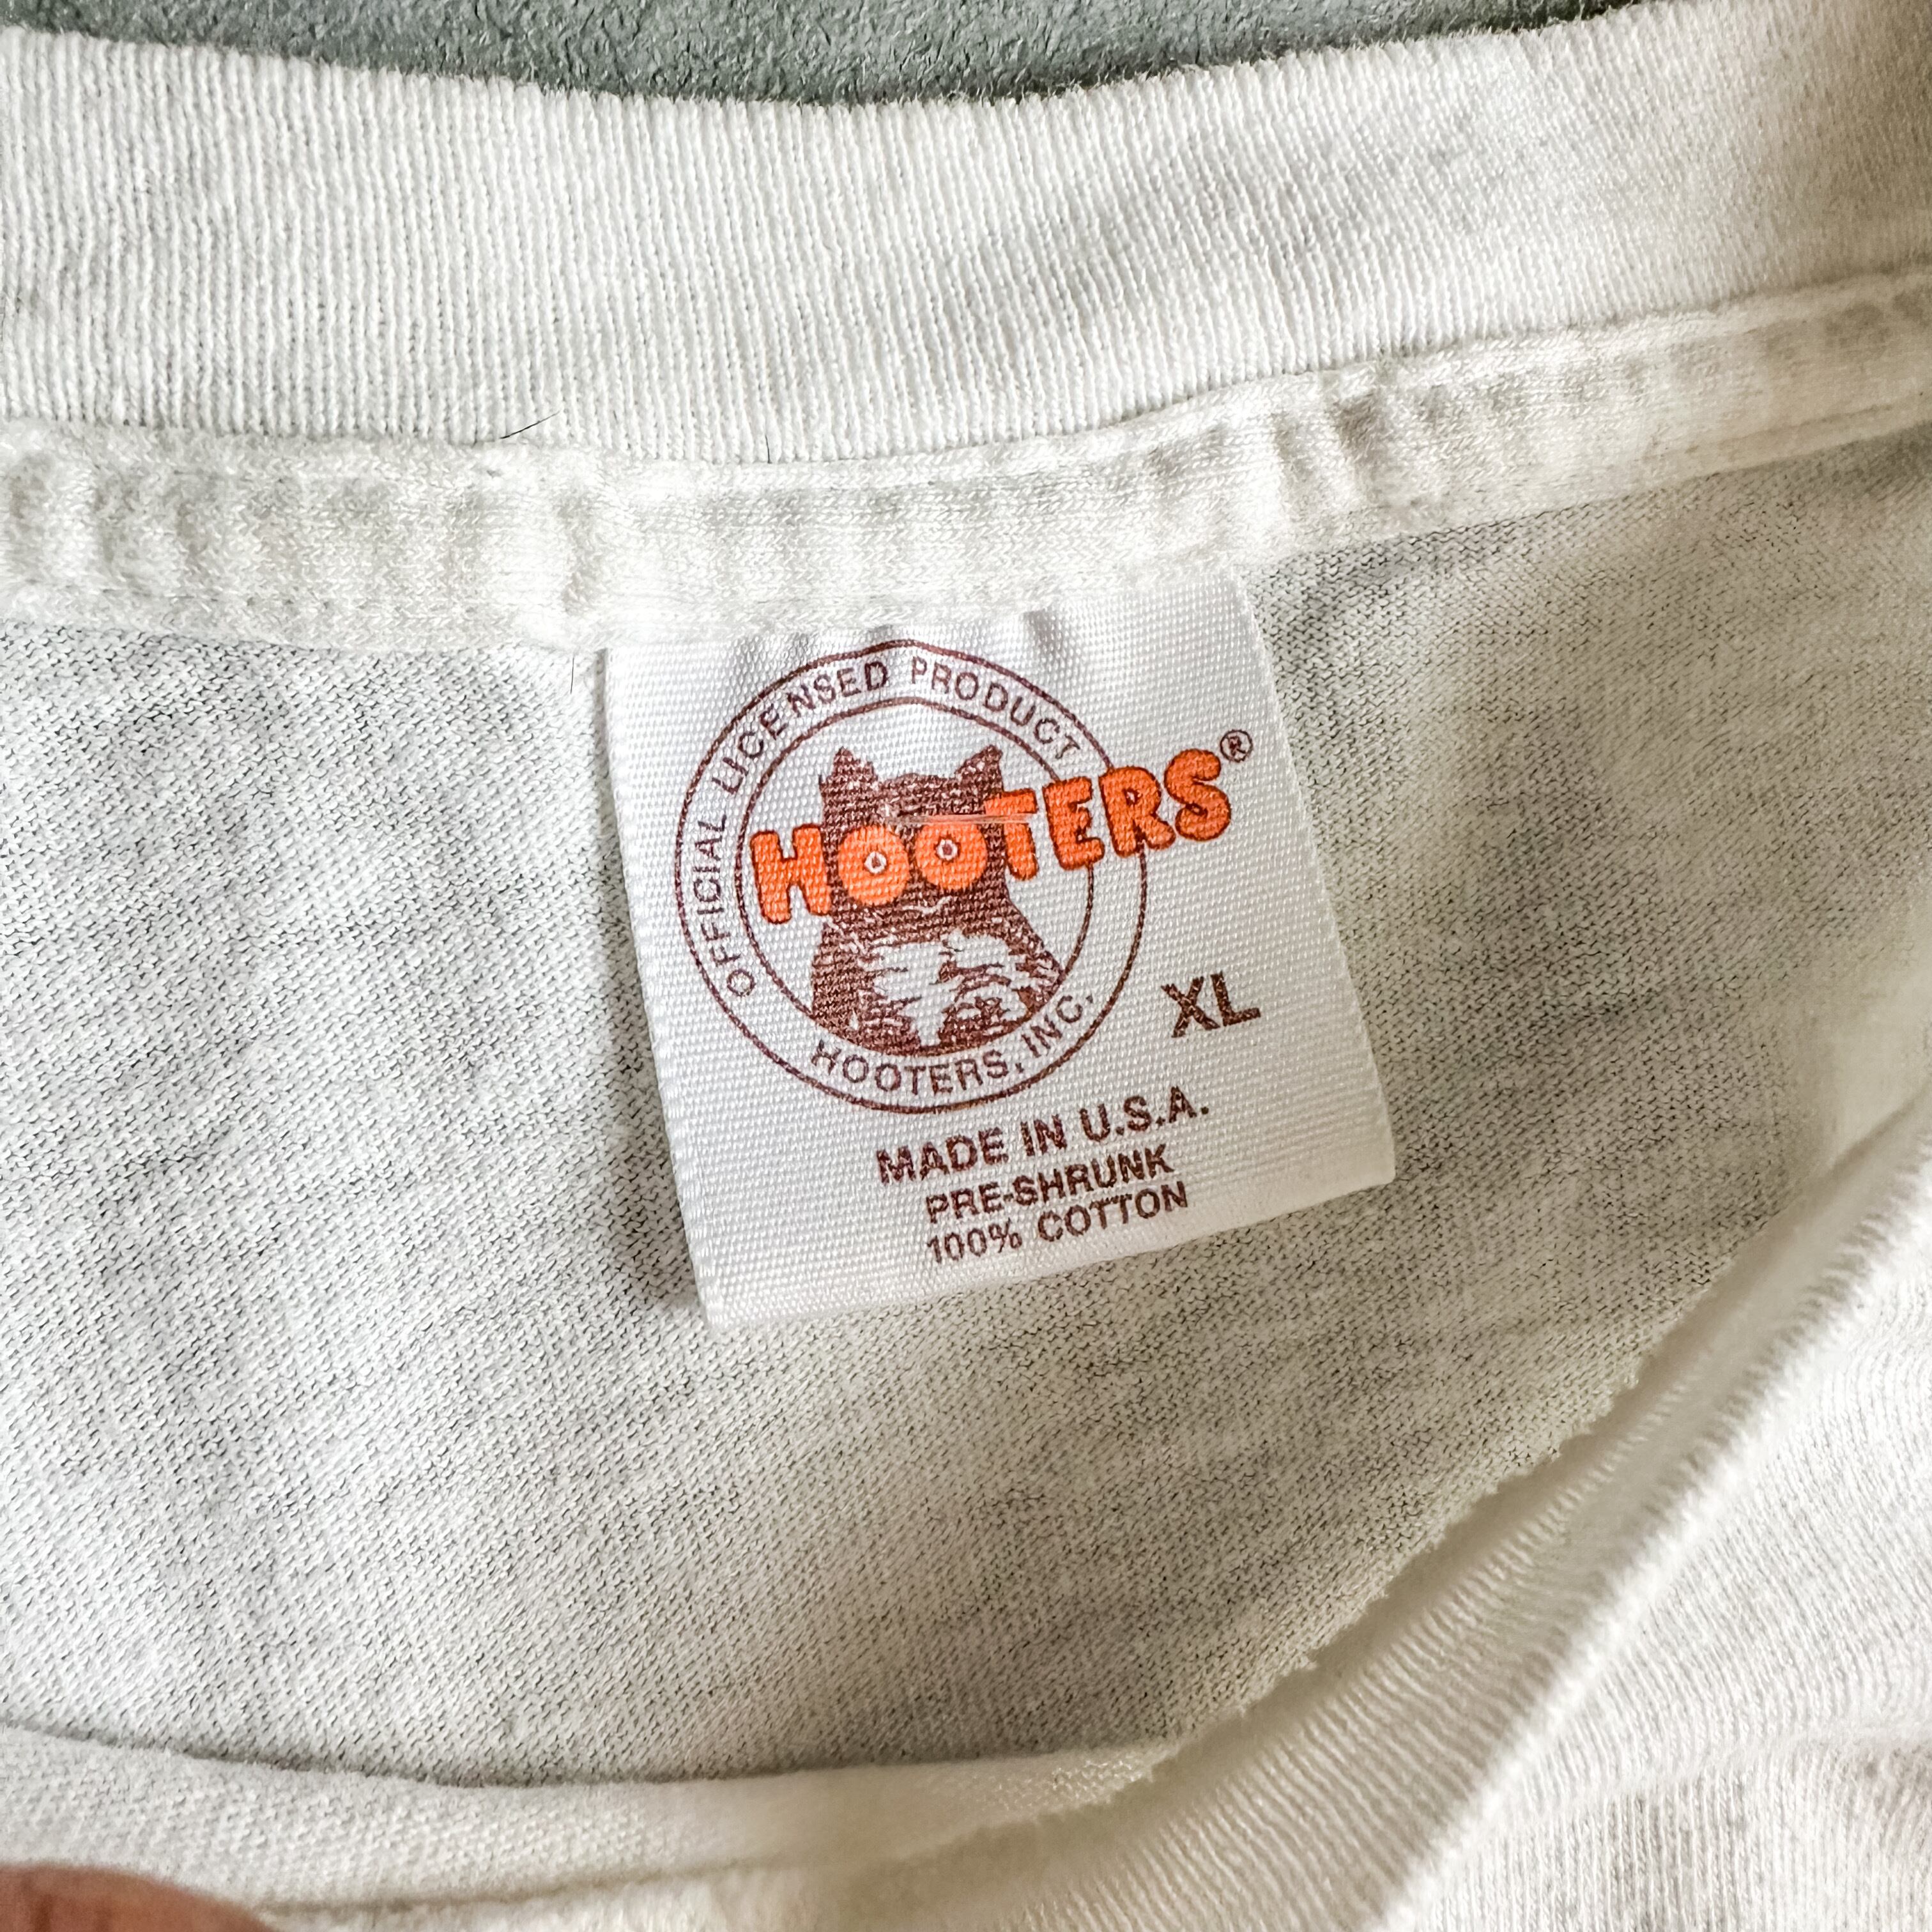 OFFICIAL LICENSED PRODUCT
HOOTERS®
HOOTERS, INC.
XL
MADE IN U.S.A.
PRE-SHRUNK
100% COTTON